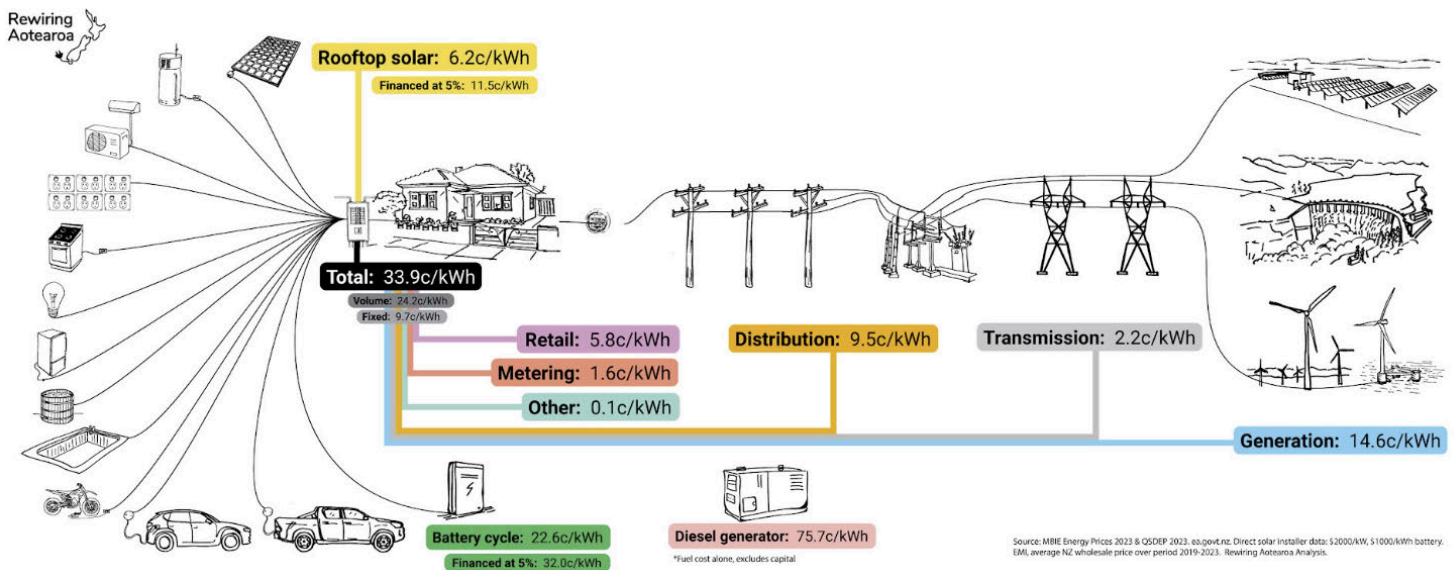 Rewiring
Aotearoa
Rooftop solar: 6.2c/kWh
Financed at 5%: 11.5c/kWh
Total: 33.9c/kWh
Volume: 24.2c/kWh
Fixed: 9.7c/kWh
Retail: 5.8c/kWh
Distribution: 9.5c/kWh
Transmission: 2.2c/kWh
Metering: 1.6c/kWh
Other: 0.1c/kWh
Generation: 14.6c/kWh
Battery cycle: 22.6c/kWh
Financed at 5%: 32.0c/kWh
Diesel generator: 75.7c/kWh
*Fuel cost alone, excludes capital
Source: MBIE Energy Prices 2023 & QSDEP 2023. ea.govt.nz. Direct solar installer data: $2000/kW, $1000/kWh battery.
EMI, average NZ wholesale price over period 2019-2023. Rewiring Aotearoa Analysis.